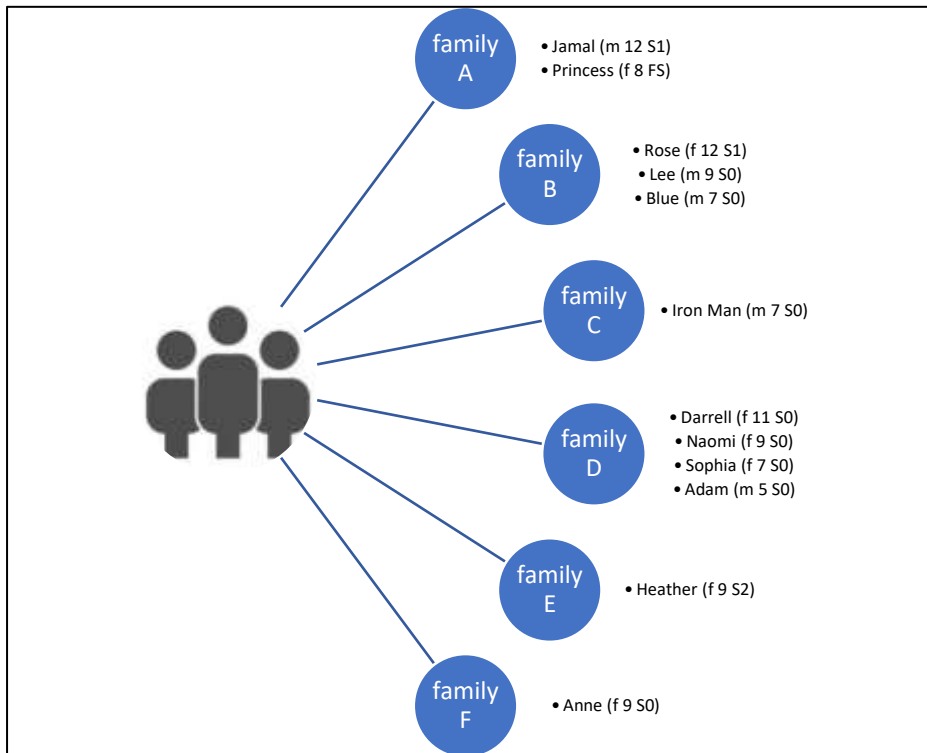 family
A
• Jamal (m 12 S1)
• Princess (f 8 FS)
family
B
• Rose (f 12 S1)
• Lee (m 9 S0)
• Blue (m 7 S0)
family
C
• Iron Man (m 7 S0)
family
D
• Darrell (f 11 S0)
• Naomi (f 9 S0)
• Sophia (f 7 S0)
• Adam (m 5 S0)
family
E
• Heather (f 9 S2)
family
F
• Anne (f 9 S0)